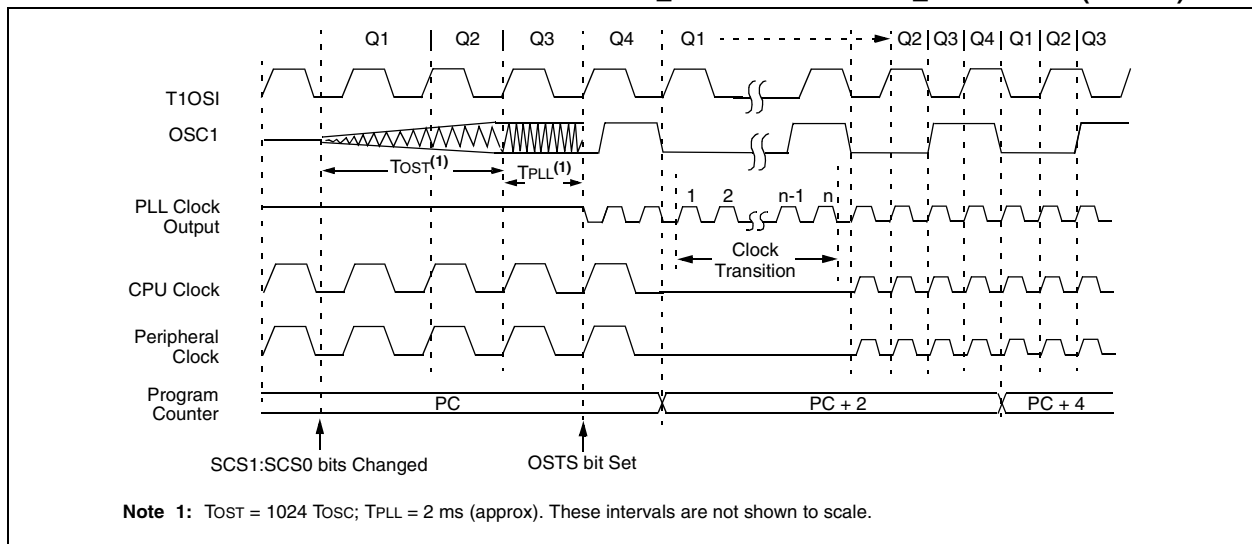 Q1 Q2 Q3 Q4 Q1 Q2 Q3 Q4 Q1 Q2 Q3
T1OSI
OSC1
TOST(1)
TPLL(1)
1 2 n-1 n
PLL Clock
Output
Clock
Transition
CPU Clock
Peripheral
Clock
Program
Counter
PC PC + 2 PC + 4
SCS1:SCS0 bits Changed OSTS bit Set
Note 1: TOST = 1024 TOSC; TPLL = 2 ms (approx). These intervals are not shown to scale.